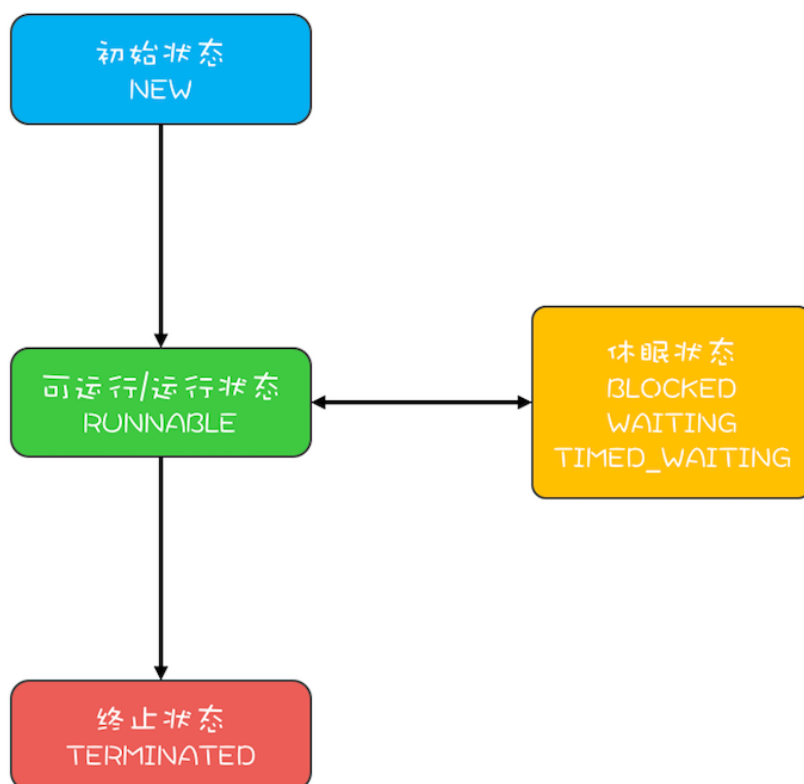 初始状态
NEW
可运行/运行状态
RUNNABLE
休眠状态
BLOCKED
WAITING
TIMED_WAITING
终止状态
TERMINATED